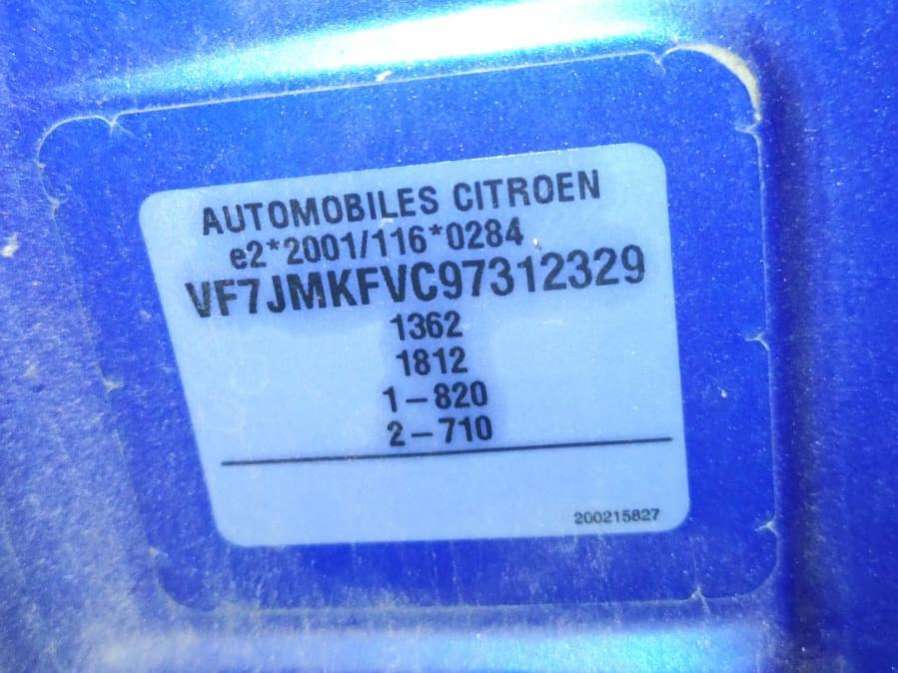 AUTOMOBILES CITROEN
e2*2001/116*0284
VF7JMKFVC97312329
1362
1812
1-820
2-710
200215827